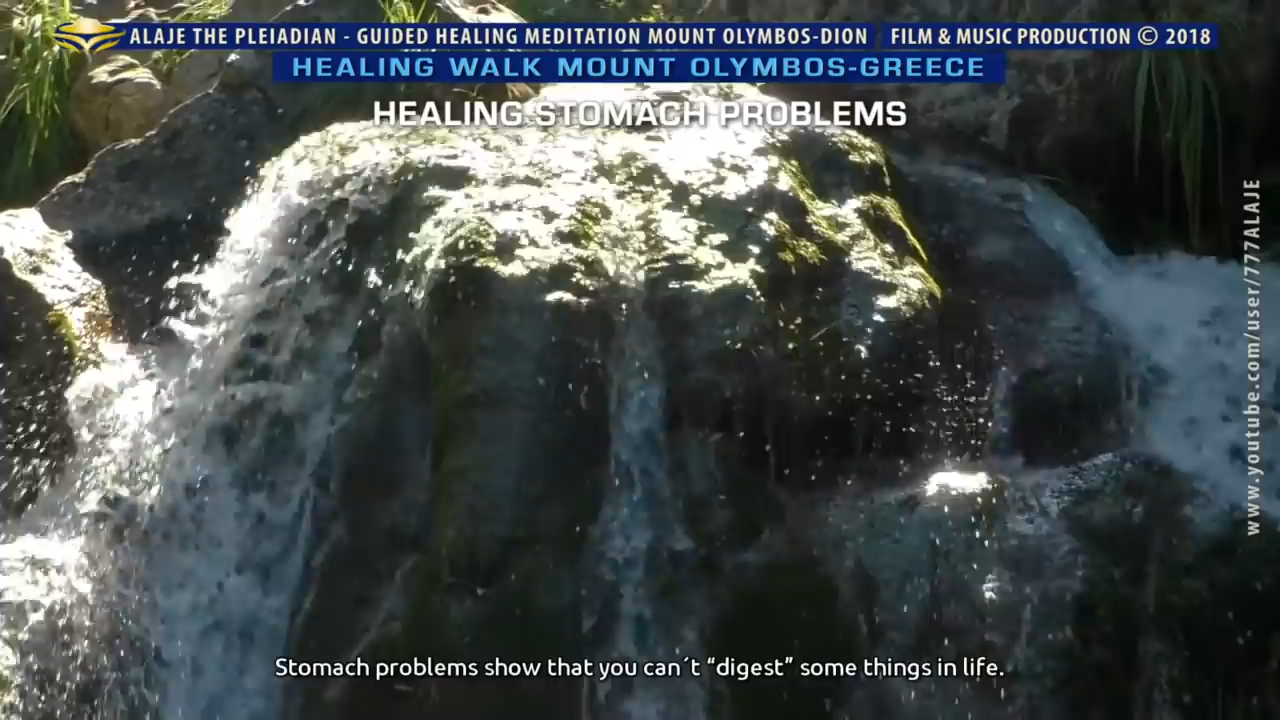 ALAJE THE PLEIADIAN - GUIDED HEALING MEDITATION MOUNT OLYMBOS-DION FILM & MUSIC PRODUCTION © 2018
HEALING WALK MOUNT OLYMBOS-GREECE
HEALING STOMACH PROBLEMS
www.youtube.com/user/777ALAJE
Stomach problems show that you can´t “digest” some things in life.